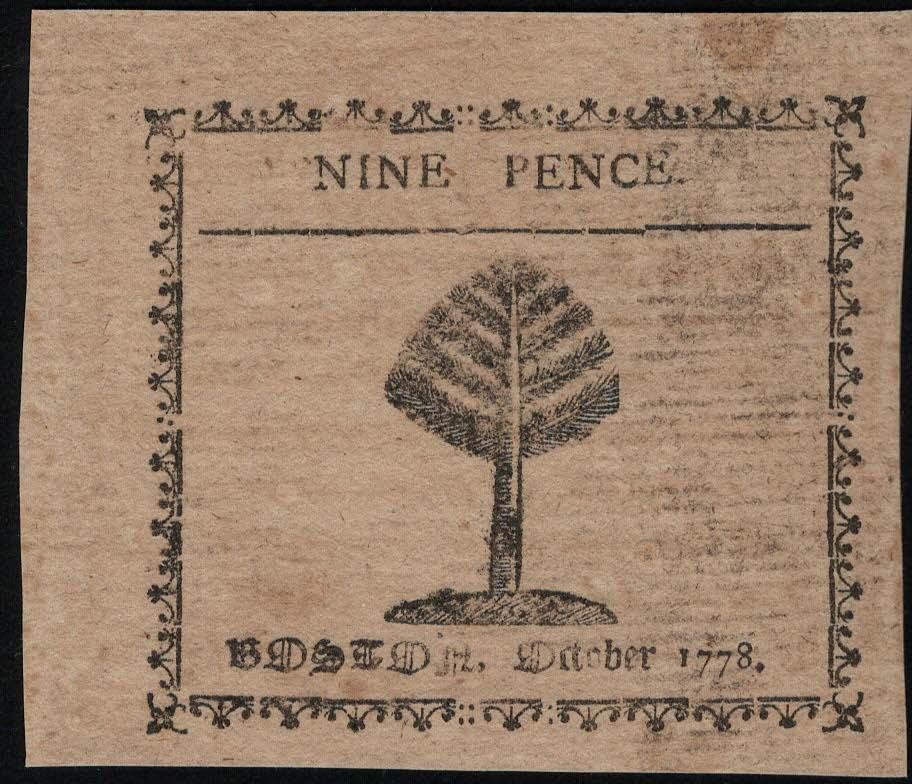 NINE PENCE.
BOSTON, October 1778.